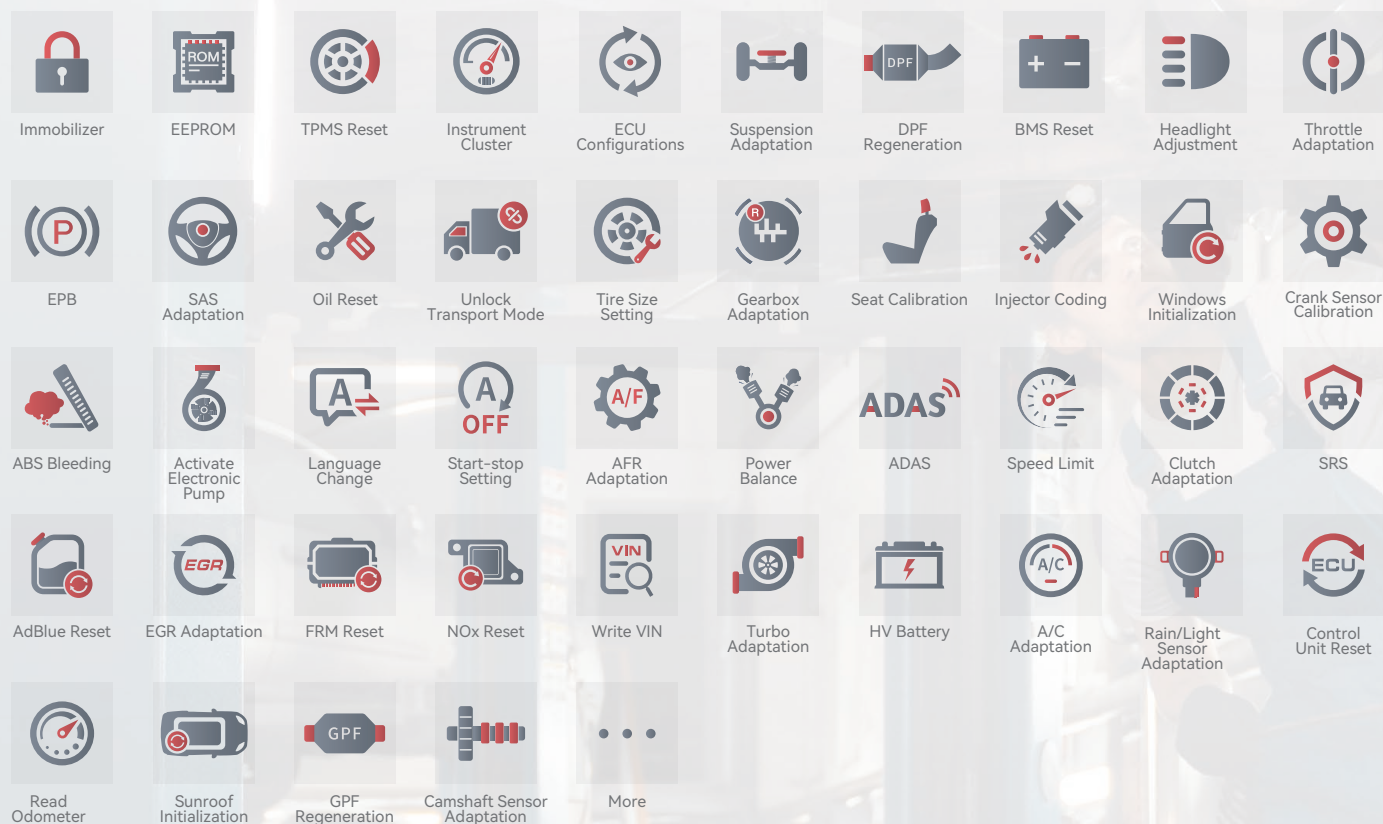 ROM
DPF
Immobilizer
EEPROM
TPMS Reset
Instrument
Cluster
ECU
Configurations
Suspension
Adaptation
DPF
Regeneration
BMS Reset
Headlight
Adjustment
Throttle
Adaptation
P
R
EPB
SAS
Adaptation
Oil Reset
Unlock
Transport Mode
Tire Size
Setting
Gearbox
Adaptation
Seat Calibration
Injector Coding
Windows
Initialization
Crank Sensor
Calibration
A
A
OFF
A/F
ADAS
ABS Bleeding
Activate
Electronic
Pump
Language
Change
Start-stop
Setting
AFR
Adaptation
Power
Balance
ADAS
Speed Limit
Clutch
Adaptation
SRS
EGR
VIN
A/C
ECU
AdBlue Reset
EGR Adaptation
FRM Reset
NOx Reset
Write VIN
Turbo
Adaptation
HV Battery
A/C
Adaptation
Rain/Light
Sensor
Adaptation
Control
Unit Reset
GPF
Read
Odometer
Sunroof
Initialization
GPF
Regeneration
Camshaft Sensor
Adaptation
More